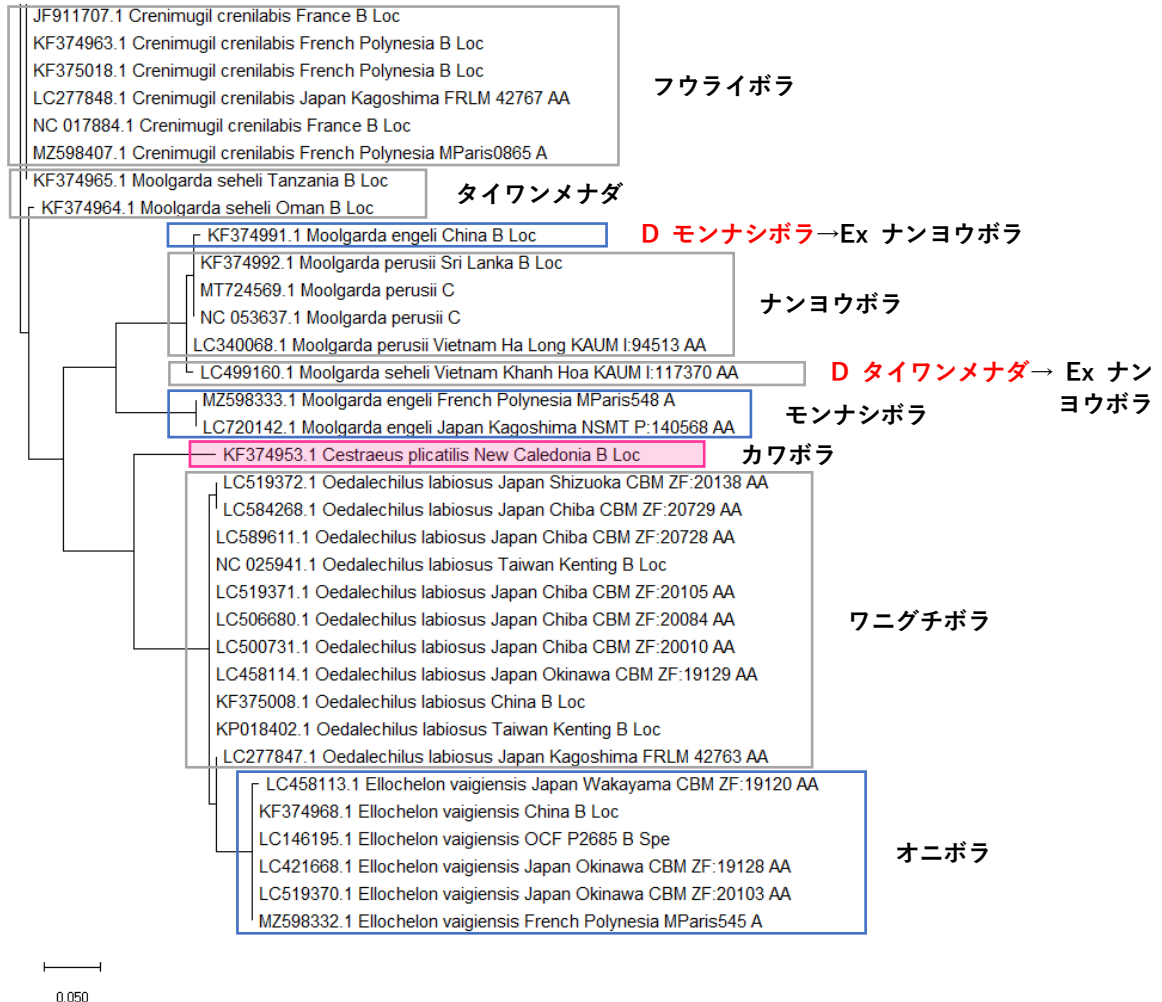 JF911707.1 Crenimugil crenilabis France B Loc
KF374963.1 Crenimugil crenilabis French Polynesia B Loc
KF375018.1 Crenimugil crenilabis French Polynesia B Loc
フウライボラ
LC277848.1 Crenimugil crenilabis Japan Kagoshima FRLM 42767 AA
NC 017884.1 Crenimugil crenilabis France B Loc
MZ598407.1 Crenimugil crenilabis French Polynesia MParis0865 A
KF374965.1 Moolgarda seheli Tanzania B Loc
タイワンメナダ
KF374964.1 Moolgarda seheli Oman B Loc
KF374991.1 Moolgarda engeli China B Loc
D モンナシボラ→Ex ナンヨウボラ
KF374992.1 Moolgarda perusii Sri Lanka B Loc
MT724569.1 Moolgarda perusii C
ナンヨウボラ
NC 053637.1 Moolgarda perusii C
LC340068.1 Moolgarda perusii Vietnam Ha Long KAUM I:94513 AA
LC499160.1 Moolgarda seheli Vietnam Khanh Hoa KAUM I:117370 AA
D タイワンメナダ→ Ex ナン
ヨウボラ
MZ598333.1 Moolgarda engeli French Polynesia MParis548 A
モンナシボラ
LC720142.1 Moolgarda engeli Japan Kagoshima NSMT P:140568 AA
KF374953.1 Cestraeus plicatilis New Caledonia B Loc
カワボラ
LC519372.1 Oedalechilus labiosus Japan Shizuoka CBM ZF:20138 AA
LC584268.1 Oedalechilus labiosus Japan Chiba CBM ZF:20729 AA
LC589611.1 Oedalechilus labiosus Japan Chiba CBM ZF:20728 AA
NC 025941.1 Oedalechilus labiosus Taiwan Kenting B Loc
LC519371.1 Oedalechilus labiosus Japan Chiba CBM ZF:20105 AA
LC506680.1 Oedalechilus labiosus Japan Chiba CBM ZF:20084 AA
ワニグチボラ
LC500731.1 Oedalechilus labiosus Japan Chiba CBM ZF:20010 AA
LC458114.1 Oedalechilus labiosus Japan Okinawa CBM ZF:19129 AA
KF375008.1 Oedalechilus labiosus China B Loc
KP018402.1 Oedalechilus labiosus Taiwan Kenting B Loc
LC277847.1 Oedalechilus labiosus Japan Kagoshima FRLM 42763 AA
LC458113.1 Ellochelon vaigiensis Japan Wakayama CBM ZF:19120 AA
KF374968.1 Ellochelon vaigiensis China B Loc
LC146195.1 Ellochelon vaigiensis OCF P2685 B Spe
オニボラ
LC421668.1 Ellochelon vaigiensis Japan Okinawa CBM ZF:19128 AA
LC519370.1 Ellochelon vaigiensis Japan Okinawa CBM ZF:20103 AA
MZ598332.1 Ellochelon vaigiensis French Polynesia MParis545 A
0.050